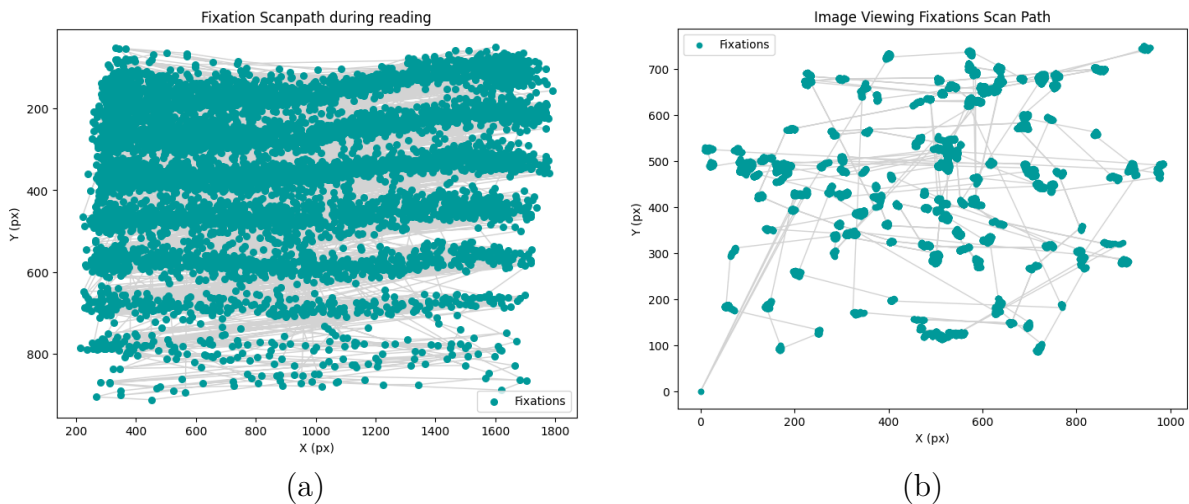 Fixation Scanpath during reading
200
400
600
800
Y (px)
200 400 600 800 1000 1200 1400 1600 1800
X (px)
Fixations
(a)
Image Viewing Fixations Scan Path
Fixations
700
600
500
400
300
200
100
0
Y (px)
0 200 400 600 800 1000
X (px)
(b)